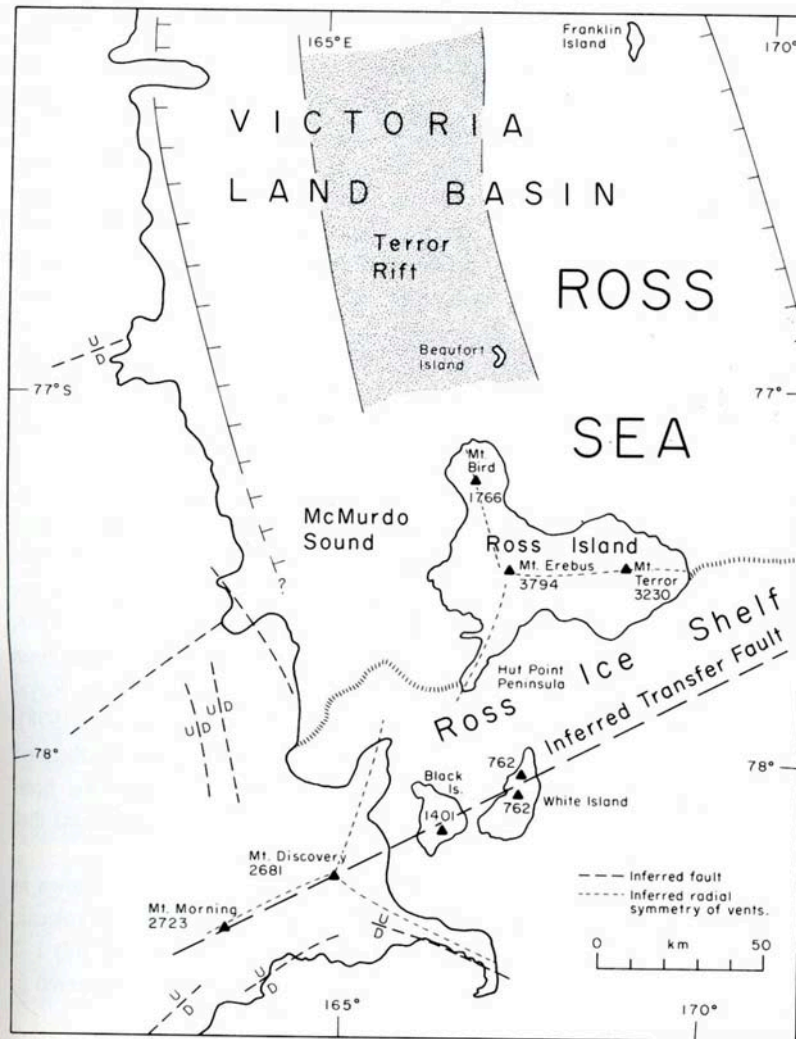 165°E
Franklin
Island
170°
VICTORIA
LAND BASIN
Terror
Rift
ROSS
SEA
Beaufort
Island
U
D
77°S
77°
Mt.
Bird
1766
McMurdo
Sound
Ross Island
Mt. Erebus
3794
Mt.
Terror
3230
?
Hut Point
Peninsula
Ross Ice Shelf
Inferred Transfer Fault
U D
U D
78°
78°
Black
Is.
1401
762
762
White Island
Mt. Discovery
2681
Mt. Morning
2723
U
D
U
D
U
D
Inferred fault
Inferred radial
symmetry of vents.
0 km 50
165°
170°